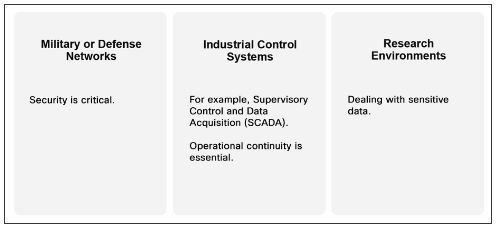 Military or Defense
Networks
Security is critical.
Industrial Control
Systems
For example, Supervisory
Control and Data
Acquisition (SCADA).
Operational continuity is
essential.
Research
Environments
Dealing with sensitive
data.